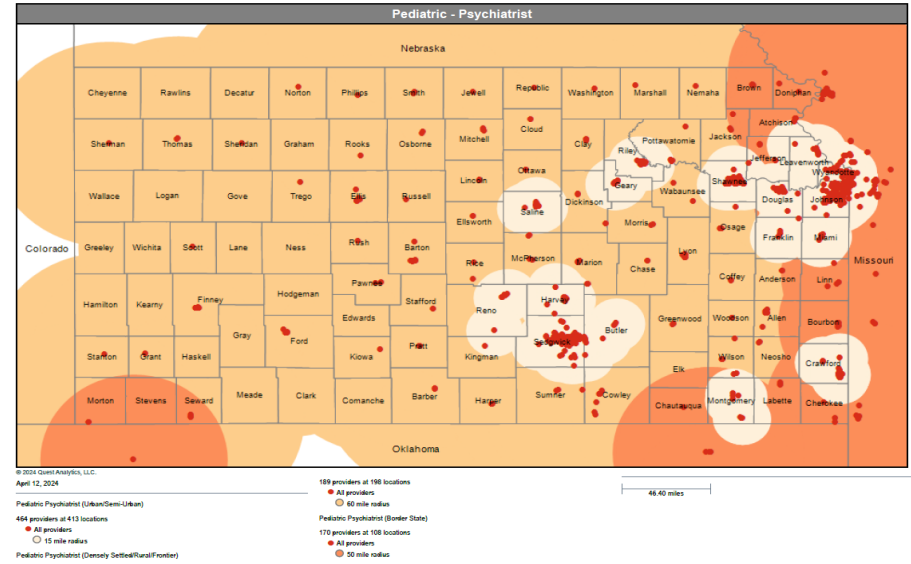 Pediatric - Psychiatrist
Nebraska
Cheyenne Rawlins Decatur Norton Phillips Smith Jewell Republic Washington Marshall Nemaha Brown Doniphan
Atchison
Sherman Thomas Sheridan Graham Rooks Osborne Mitchell Cloud Clay Riley Pottawatomie Jackson
Jefferson Leavenworth
Wyandotte
Lincoln Ottawa Geary Wabaunsee Shawnee
Wallace Logan Gove Trego Ellis Russell Saline Dickinson Douglas Johnson
Ellsworth Morris Osage Franklin Miami
Colorado Greeley Wichita Scott Lane Ness Rush Barton Rice McPherson Marion Chase Lyon Missouri
Coffey Anderson Linn
Hamilton Kearny Finney Hodgeman Pawnee Stafford Reno Harvey
Gray Ford Edwards Sedgwick Butler Greenwood Woodson Allen Bourbon
Stanton Grant Haskell Kiowa Pratt Kingman Elk Wilson Neosho Crawford
Morton Stevens Seward Meade Clark Comanche Barber Harper Sumner Cowley Chautauqua Montgomery Labette Cherokee
Oklahoma
© 2024 Quest Analytics, LLC.
April 12, 2024
Pediatric Psychiatrist (Urban/Semi-Urban)
464 providers at 413 locations
All providers
15 mile radius
Pediatric Psychiatrist (Densely Settled/Rural/Frontier)
189 providers at 198 locations
All providers
60 mile radius
Pediatric Psychiatrist (Border State)
170 providers at 108 locations
All providers
50 mile radius
46.40 miles